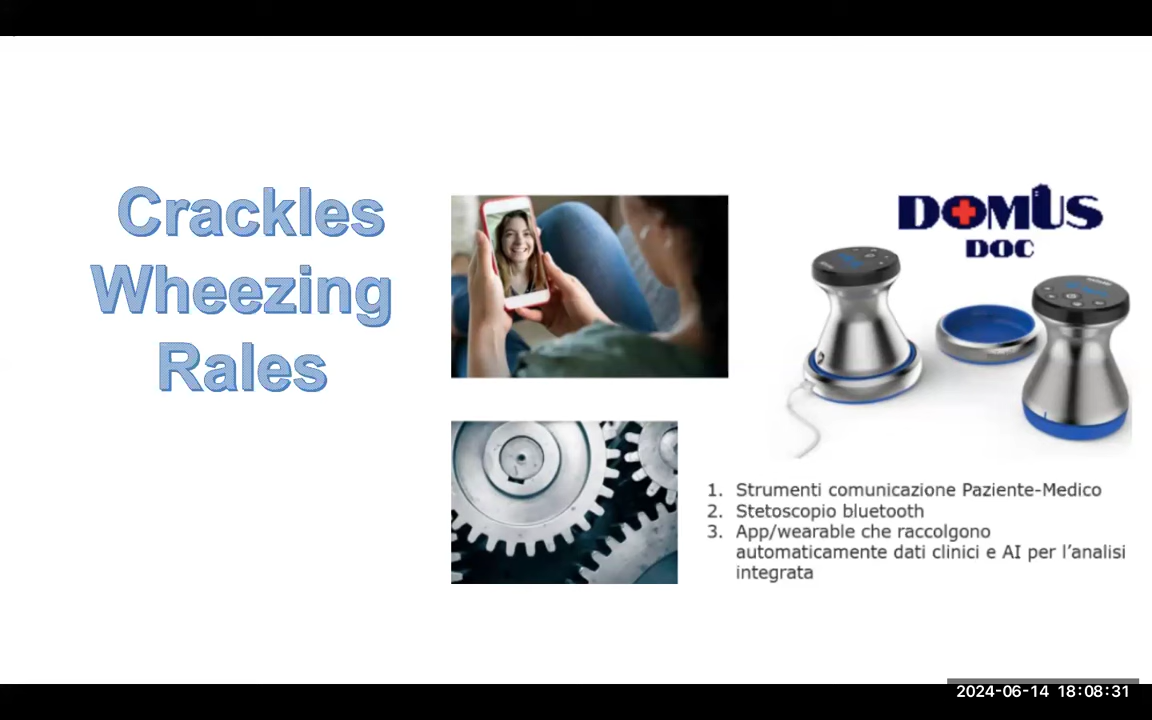 Crackles
Wheezing
Rales
DOMUS
DOC
1. Strumenti comunicazione Paziente-Medico
2. Stetoscopio bluetooth
3. App/wearable che raccolgono
automaticamente dati clinici e AI per l’analisi
integrata
2024-06-14 18:08:31